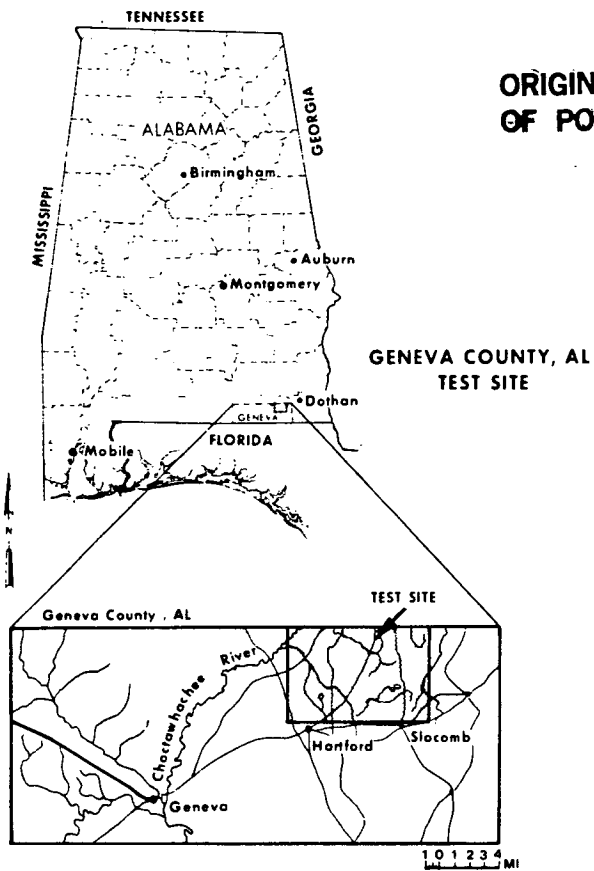 TENNESSEE
ORIGIN
OF PO
ALABAMA
GEORGIA
Birmingham
MISSISSIPPI
Auburn
Montgomery
GENEVA COUNTY, AL
TEST SITE
Dothan
GENEVA
FLORIDA
Mobile
N
TEST SITE
Geneva County, AL
River
Choctawhachee
Hartford
Slocomb
Geneva
1 0 1 2 3 4
MI